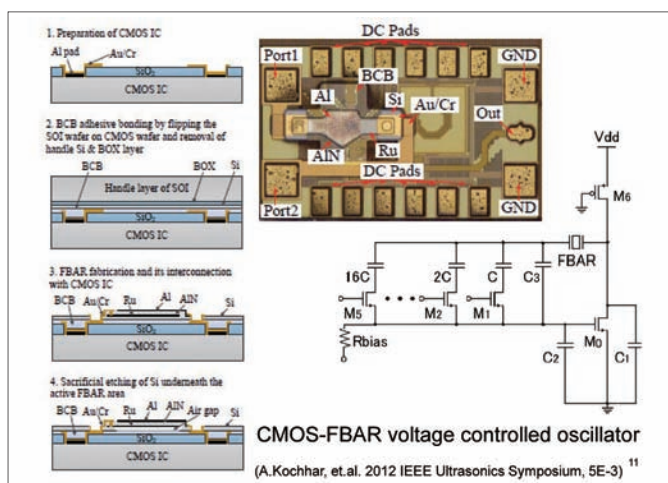 1. Preparation of CMOS IC
Al pad
Au/Cr
SiO₂
CMOS IC
2. BCB adhesive bonding by flipping the
SOI wafer on CMOS wafer and removal of
handle Si & BOX layer
BCB
BOX
Si
Handle layer of SOI
SiO₂
CMOS IC
3. FBAR fabrication and its interconnection
with CMOS IC
BCB
Au/Cr
Ru
Al
AlN
Si
SiO₂
CMOS IC
4. Sacrificial etching of Si underneath the
active FBAR area
BCB
Au/Cr
Ru
Al
AlN
Air gap
Si
SiO₂
CMOS IC
DC Pads
Port1
GND
BCB
Al
Si
Au/Cr
Out
AlN
Ru
DC Pads
Port2
GND
Vdd
M6
FBAR
16C
2C
C
C3
M5
M2
M1
Rbias
M0
C2
C1
CMOS-FBAR voltage controlled oscillator
(A.Kochhar, et.al. 2012 IEEE Ultrasonics Symposium, 5E-3)
11